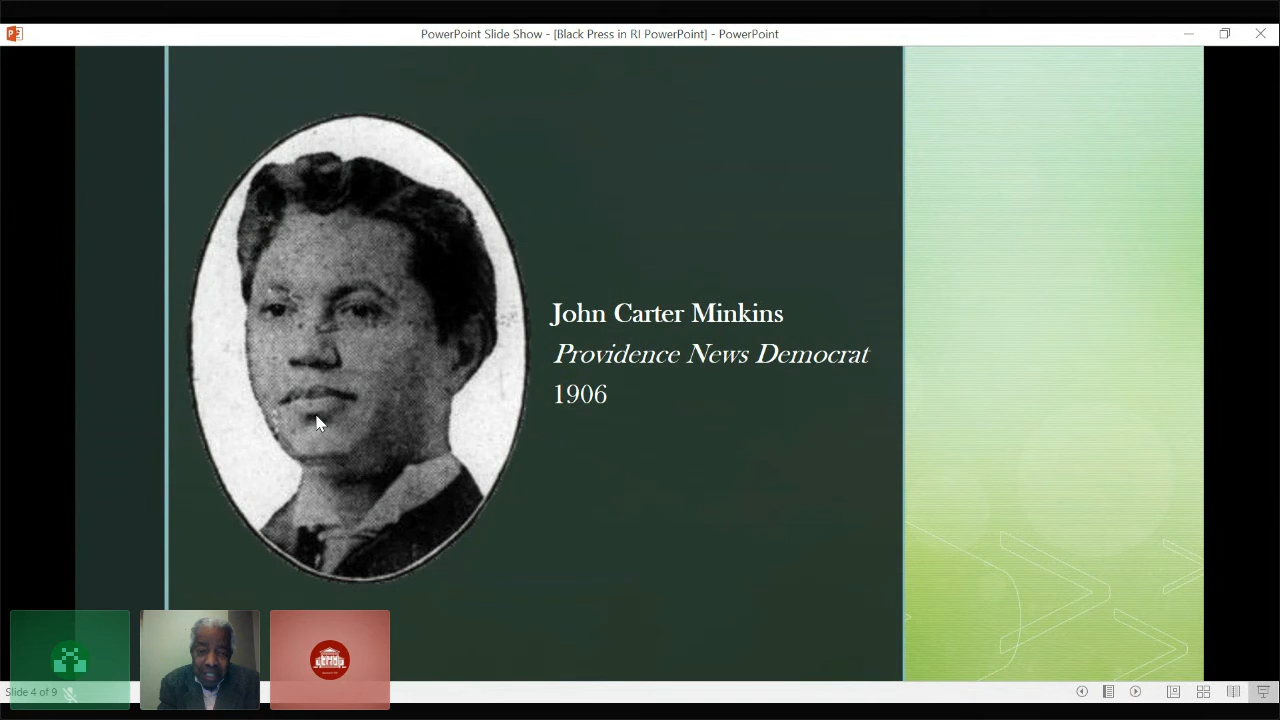 PowerPoint Slide Show - [Black Press in RI PowerPoint] - PowerPoint
John Carter Minkins
Providence News Democrat
1906
Slide 4 of 9